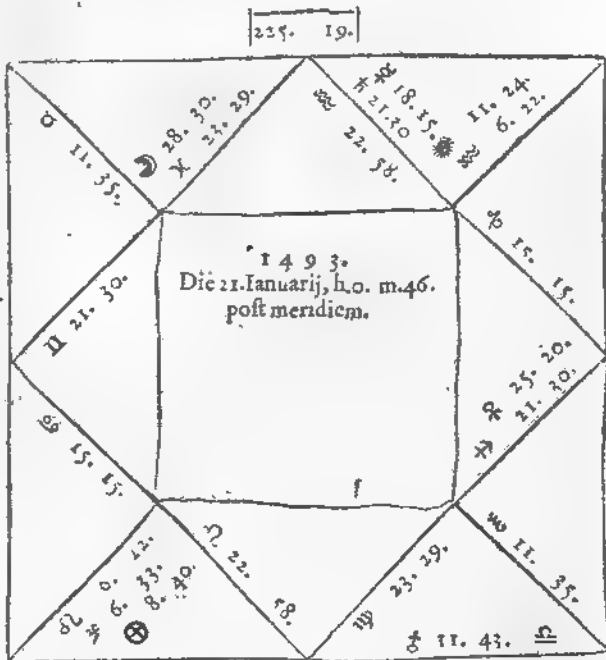 225. 19.
♉ 11. 35.
☽ 28. 30.
♓ 23. 29.
♒ 22. 58.
♄ 21. 30
☿ 18. 15.
☉ 11. 24.
♒ 6. 22.
♑ 15. 15.
♀ 25. 20.
♐ 21. 30.
♏ 11. 35.
♂ 11. 43. ♎
♍ 23. 29.
♌ 22. 58.
☊ 0. 12.
♃ 6. 33.
⊗ 8. 40.
♋ 15. 15.
♊ 21. 30.
1493.
Die 21. Ianuarij, h.0. m.46.
post meridiem.